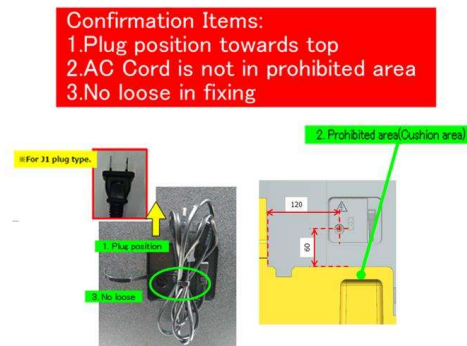 Confirmation Items:
1.Plug position towards top
2.AC Cord is not in prohibited area
3.No loose in fixing
2. Prohibited area(Cushion area)
※For J1 plug type.
120
60
1. Plug position
3. No loose